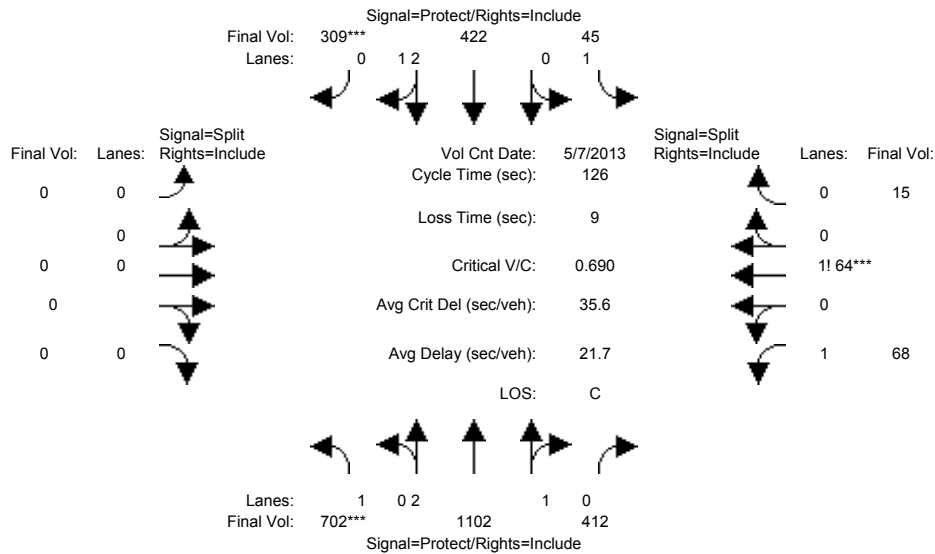 Signal=Protect/Rights=Include
Final Vol: 309*** 422 45
Lanes: 0 1 2 0 1
Signal=Split
Final Vol: Lanes: Rights=Include
Vol Cnt Date: 5/7/2013
Signal=Split
Rights=Include Lanes: Final Vol:
Cycle Time (sec): 126
0 0
0 15
Loss Time (sec): 9
0
0
0 0
Critical V/C: 0.690
1! 64***
0
Avg Crit Del (sec/veh): 35.6
0
0 0
Avg Delay (sec/veh): 21.7
1 68
LOS: C
Lanes: 1 0 2 1 0
Final Vol: 702*** 1102 412
Signal=Protect/Rights=Include